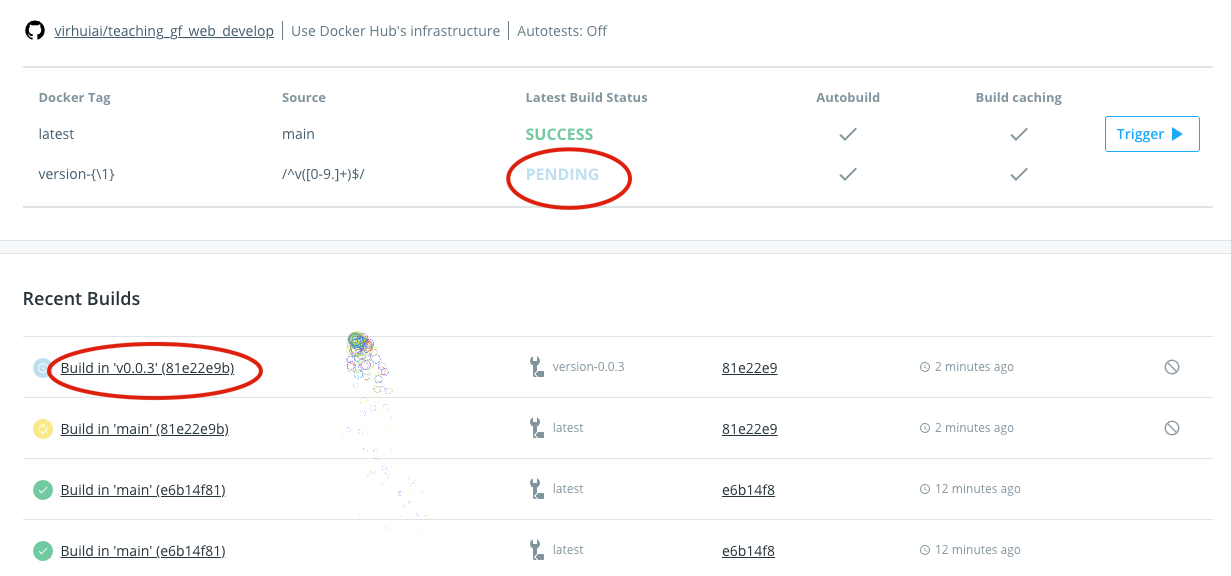 virhuiai/teaching_gf_web_develop | Use Docker Hub's infrastructure | Autotests: Off
Docker Tag Source Latest Build Status Autobuild Build caching
latest main SUCCESS Trigger
version-{\1} /^v([0-9.]+)$/ PENDING
Recent Builds
Build in 'v0.0.3' (81e22e9b) version-0.0.3 81e22e9 2 minutes ago
Build in 'main' (81e22e9b) latest 81e22e9 2 minutes ago
Build in 'main' (e6b14f81) latest e6b14f8 12 minutes ago
Build in 'main' (e6b14f81) latest e6b14f8 12 minutes ago